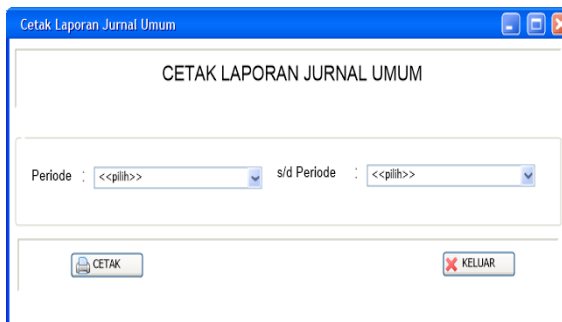 Cetak Laporan Jurnal Umum
CETAK LAPORAN JURNAL UMUM
Periode : <<pilih>> s/d Periode : <<pilih>>
CETAK KELUAR